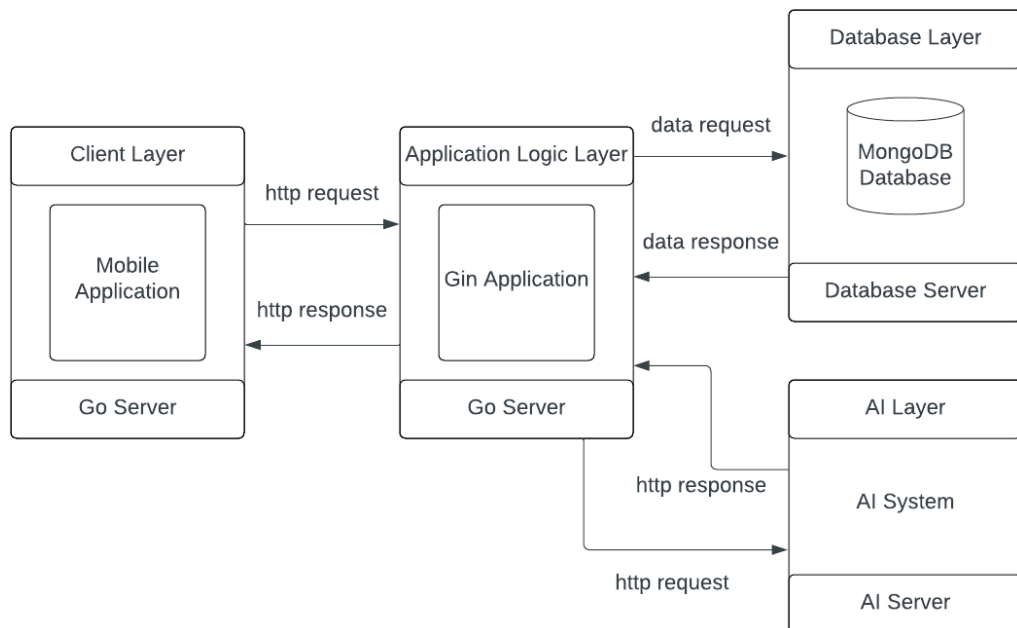 Client Layer
Mobile
Application
Go Server
http request
http response
Application Logic Layer
Gin Application
Go Server
data request
data response
Database Layer
MongoDB
Database
Database Server
http response
http request
AI Layer
AI System
AI Server